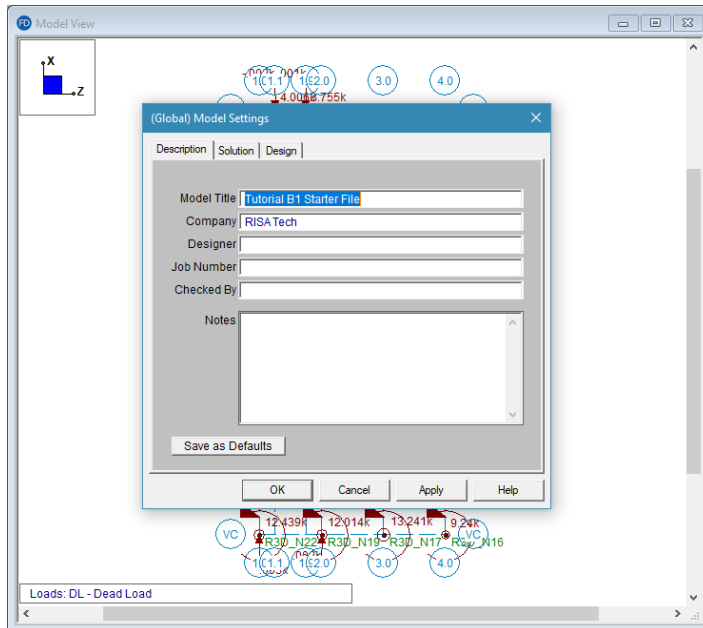 FD Model View
X
Z
3.0
4.0
(Global) Model Settings
Description Solution Design
Model Title Tutorial B1 Starter File
Company RISA Tech
Designer
Job Number
Checked By
Notes
Save as Defaults
OK Cancel Apply Help
12.439k 12.014k 13.241k 9.24k
VC VC
R3D_N22 R3D_N19 R3D_N17 R3D_N16
3.0 4.0
Loads: DL - Dead Load